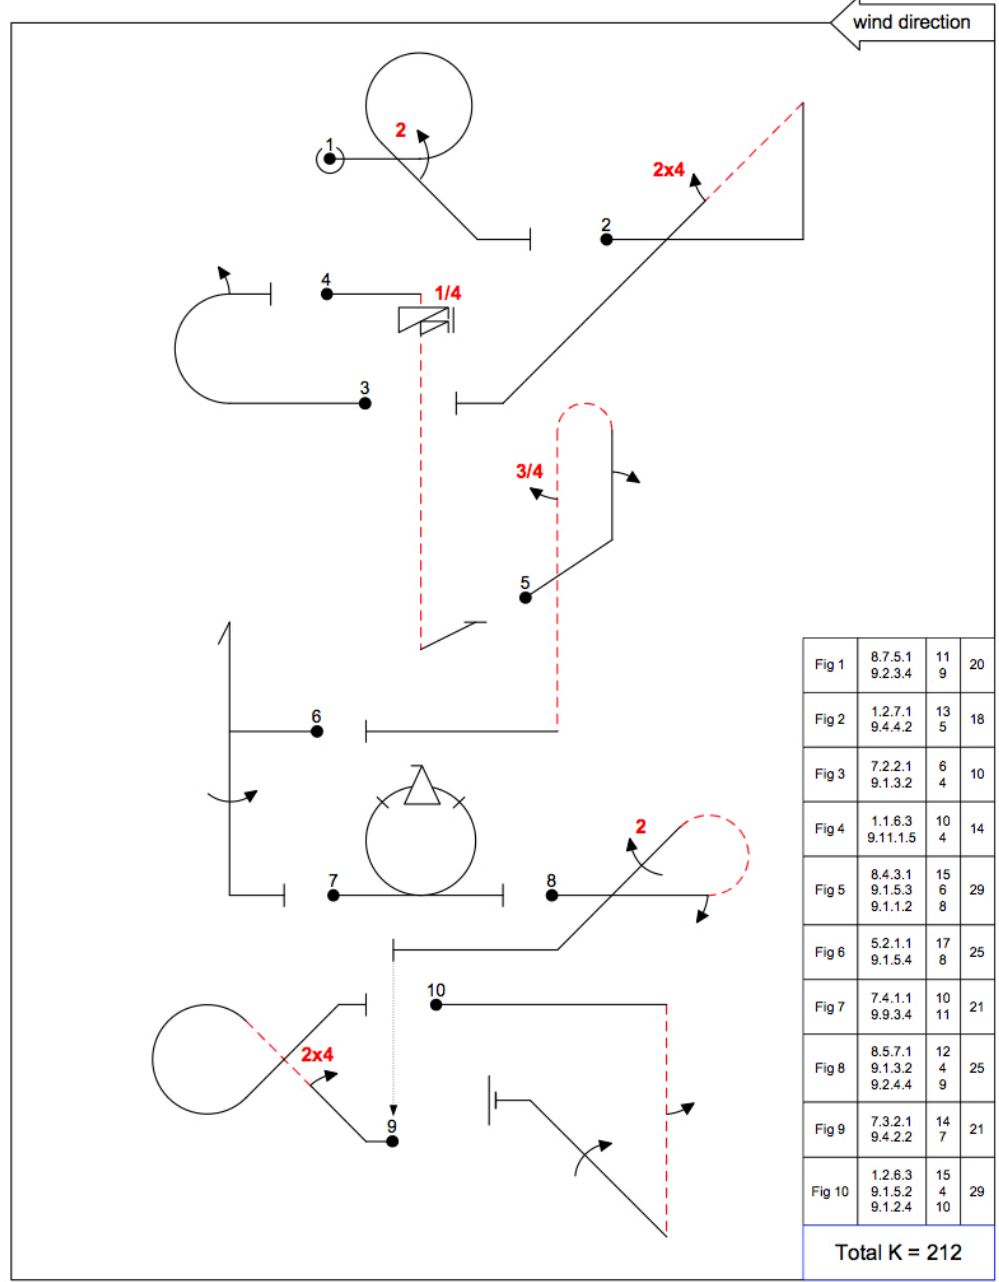 wind direction
1
2
2
2x4
4
1/4
3
3/4
5
6
7
2
8
10
2x4
9
Fig 1 8.7.5.1 11 20
9.2.3.4 9
Fig 2 1.2.7.1 13 18
9.4.4.2 5
Fig 3 7.2.2.1 6 10
9.1.3.2 4
Fig 4 1.1.6.3 10 14
9.11.1.5 4
Fig 5 8.4.3.1 15 29
9.1.5.3 6
9.1.1.2 8
Fig 6 5.2.1.1 17 25
9.1.5.4 8
Fig 7 7.4.1.1 10 21
9.9.3.4 11
Fig 8 8.5.7.1 12 25
9.1.3.2 4
9.2.4.4 9
Fig 9 7.3.2.1 14 21
9.4.2.2 7
Fig 10 1.2.6.3 15 29
9.1.5.2 4
9.1.2.4 10
Total K = 212